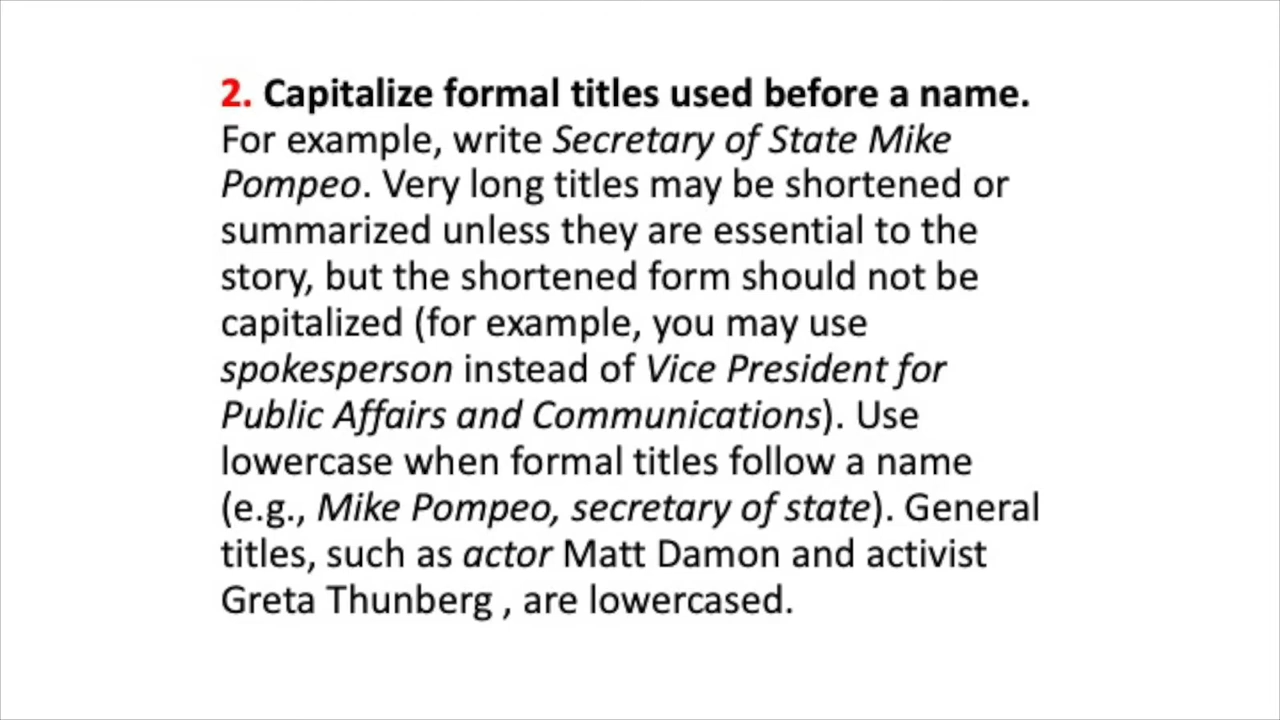 2. Capitalize formal titles used before a name.
For example, write Secretary of State Mike
Pompeo. Very long titles may be shortened or
summarized unless they are essential to the
story, but the shortened form should not be
capitalized (for example, you may use
spokesperson instead of Vice President for
Public Affairs and Communications). Use
lowercase when formal titles follow a name
(e.g., Mike Pompeo, secretary of state). General
titles, such as actor Matt Damon and activist
Greta Thunberg , are lowercased.